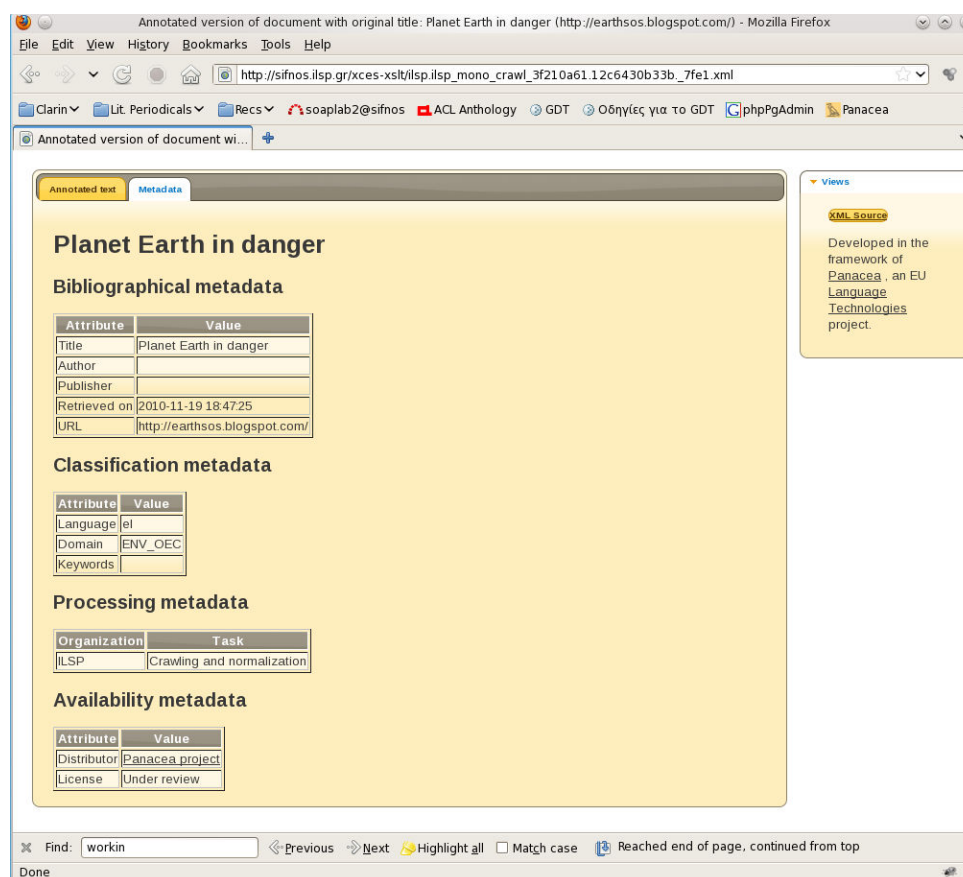 Annotated version of document with original title: Planet Earth in danger (http://earthsos.blogspot.com/) - Mozilla Firefox
File Edit View History Bookmarks Tools Help
http://sifnos.ilsp.gr/xces-xslt/ilsp.ilsp_mono_crawl_3f210a61.12c6430b33b._7fe1.xml
Clarin Lit. Periodicals Recs soaplab2@sifnos ACL Anthology GDT Οδηγίες για το GDT phpPgAdmin Panacea
Annotated version of document wi...
Annotated text Metadata
Planet Earth in danger
Bibliographical metadata
Attribute Value
Title Planet Earth in danger
Author
Publisher
Retrieved on 2010-11-19 18:47:25
URL http://earthsos.blogspot.com/
Classification metadata
Attribute Value
Language el
Domain ENV_OEC
Keywords
Processing metadata
Organization Task
ILSP Crawling and normalization
Availability metadata
Attribute Value
Distributor Panacea project
License Under review
Views
XML Source
Developed in the
framework of
Panacea , an EU
Language
Technologies
project.
Find: workin Previous Next Highlight all Match case Reached end of page, continued from top
Done